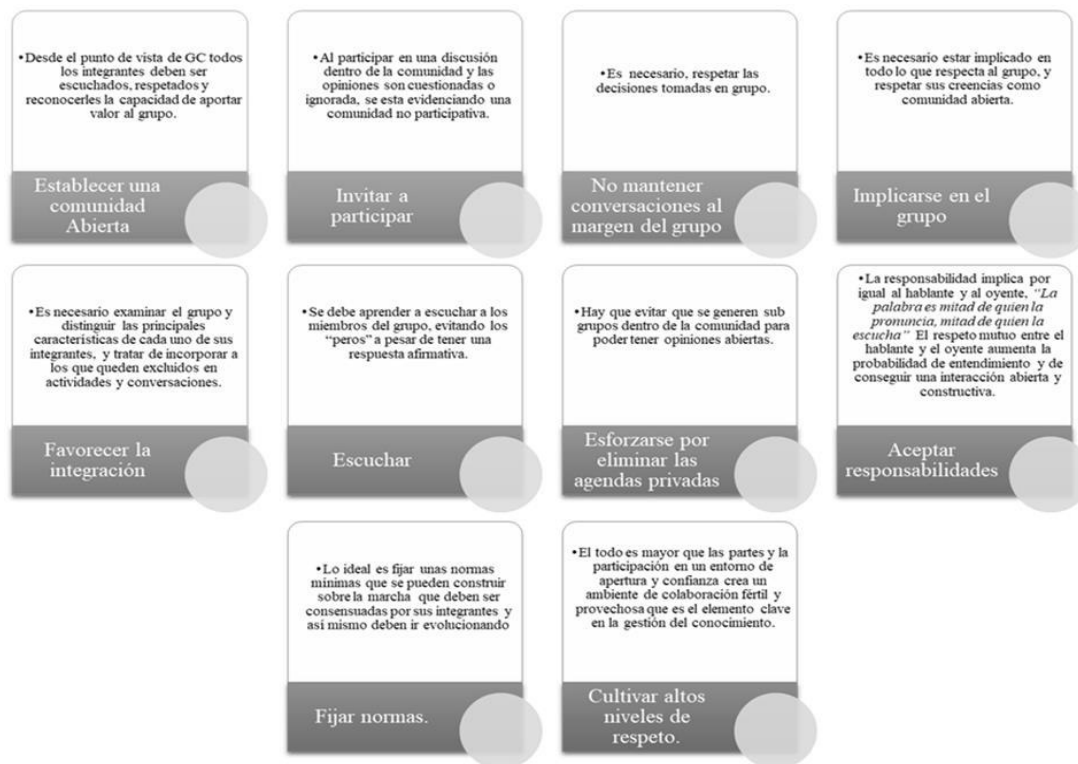 •Desde el punto de vista de GC todos
los integrantes deben ser
escuchados, respetados y
reconocerles la capacidad de aportar
valor al grupo.
Establecer una
comunidad
Abierta
•Al participar en una discusión
dentro de la comunidad y las
opiniones son cuestionadas o
ignorada, se esta evidenciando una
comunidad no participativa.
Invitar a
participar
•Es necesario, respetar las
decisiones tomadas en grupo.
No mantener
conversaciones al
margen del grupo
•Es necesario estar implicado en
todo lo que respecta al grupo, y
respetar sus creencias como
comunidad abierta.
Implicarse en el
grupo
•Es necesario examinar el grupo y
distinguir las principales
características de cada uno de sus
integrantes, y tratar de incorporar a
los que queden excluidos en
actividades y conversaciones.
Favorecer la
integración
•Se debe aprender a escuchar a los
miembros del grupo, evitando los
“peros” a pesar de tener una
respuesta afirmativa.
Escuchar
•Hay que evitar que se generen sub
grupos dentro de la comunidad para
poder tener opiniones abiertas.
Esforzarse por
eliminar las
agendas privadas
•La responsabilidad implica por
igual al hablante y al oyente, “La
palabra es mitad de quien la
pronuncia, mitad de quien la
escucha” El respeto mutuo entre el
hablante y el oyente aumenta la
probabilidad de entendimiento y de
conseguir una interacción abierta y
constructiva.
Aceptar
responsabilidades
•Lo ideal es fijar unas normas
mínimas que se pueden construir
sobre la marcha que deben ser
consensuadas por sus integrantes y
así mismo deben ir evolucionando
Fijar normas.
•El todo es mayor que las partes y la
participación en un entorno de
apertura y confianza crea un
ambiente de colaboración fértil y
provechosa que es el elemento clave
en la gestión del conocimiento.
Cultivar altos
niveles de
respeto.